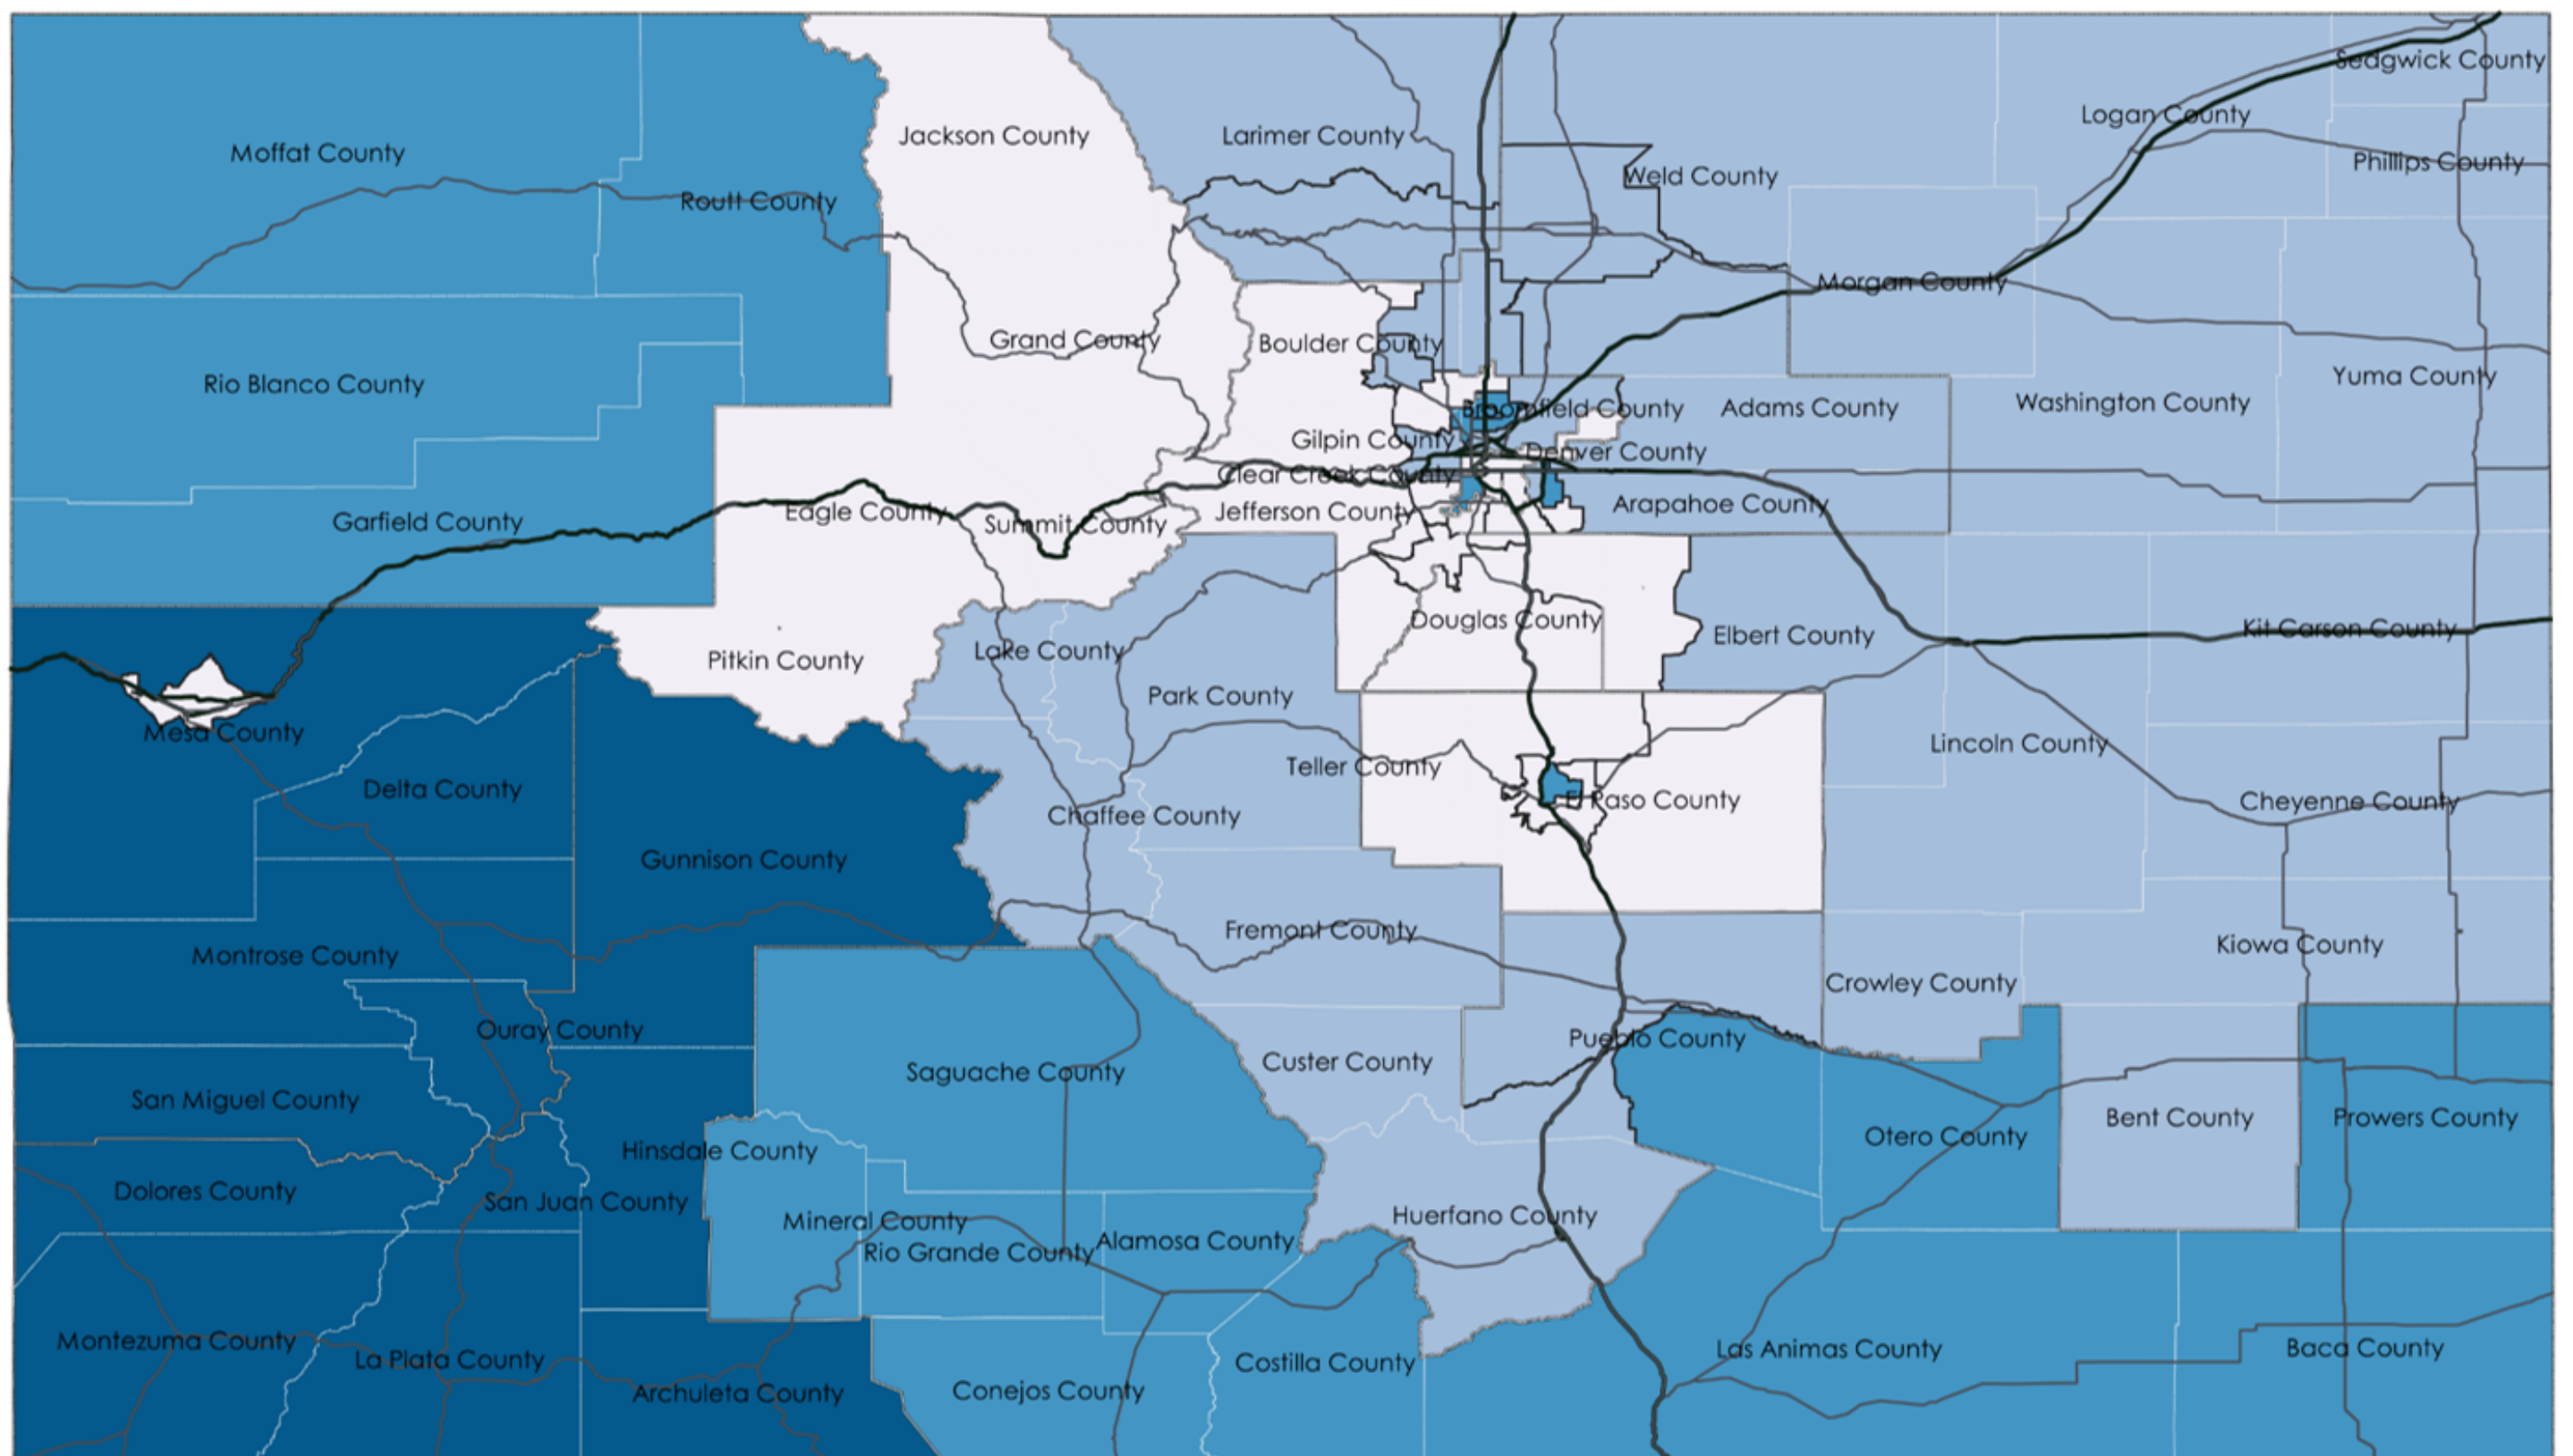 Sedgwick County
Logan County
Jackson County
Larimer County
Moffat County
Phillips County
Weld County
Routt County
Morgan County
Grand County
Boulder County
Yuma County
Rio Blanco County
Washington County
Broomfield County
Adams County
Gilpin County
Denver County
Clear Creek County
Arapahoe County
Eagle County
Jefferson County
Garfield County
Summit County
Douglas County
Kit Carson County
Elbert County
Lake County
Pitkin County
Park County
Mesa County
Lincoln County
Teller County
Delta County
El Paso County
Cheyenne County
Chaffee County
Gunnison County
Fremont County
Kiowa County
Montrose County
Crowley County
Ouray County
Pueblo County
Custer County
Saguache County
San Miguel County
Bent County
Prowers County
Otero County
Hinsdale County
Dolores County
San Juan County
Huerfano County
Mineral County
Alamosa County
Rio Grande County
Montezuma County
Las Animas County
Baca County
La Plata County
Costilla County
Conejos County
Archuleta County